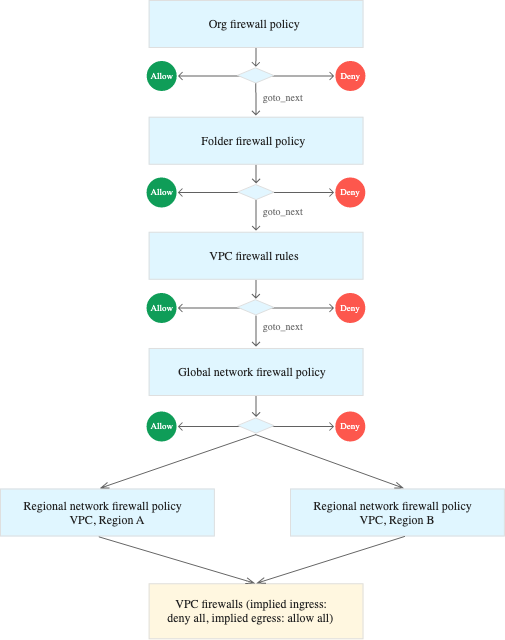 Org firewall policy
Allow
Deny
goto_next
Folder firewall policy
Allow
Deny
goto_next
VPC firewall rules
Allow
Deny
goto_next
Global network firewall policy
Allow
Deny
Regional network firewall policy
VPC, Region A
Regional network firewall policy
VPC, Region B
VPC firewalls (implied ingress:
deny all, implied egress: allow all)